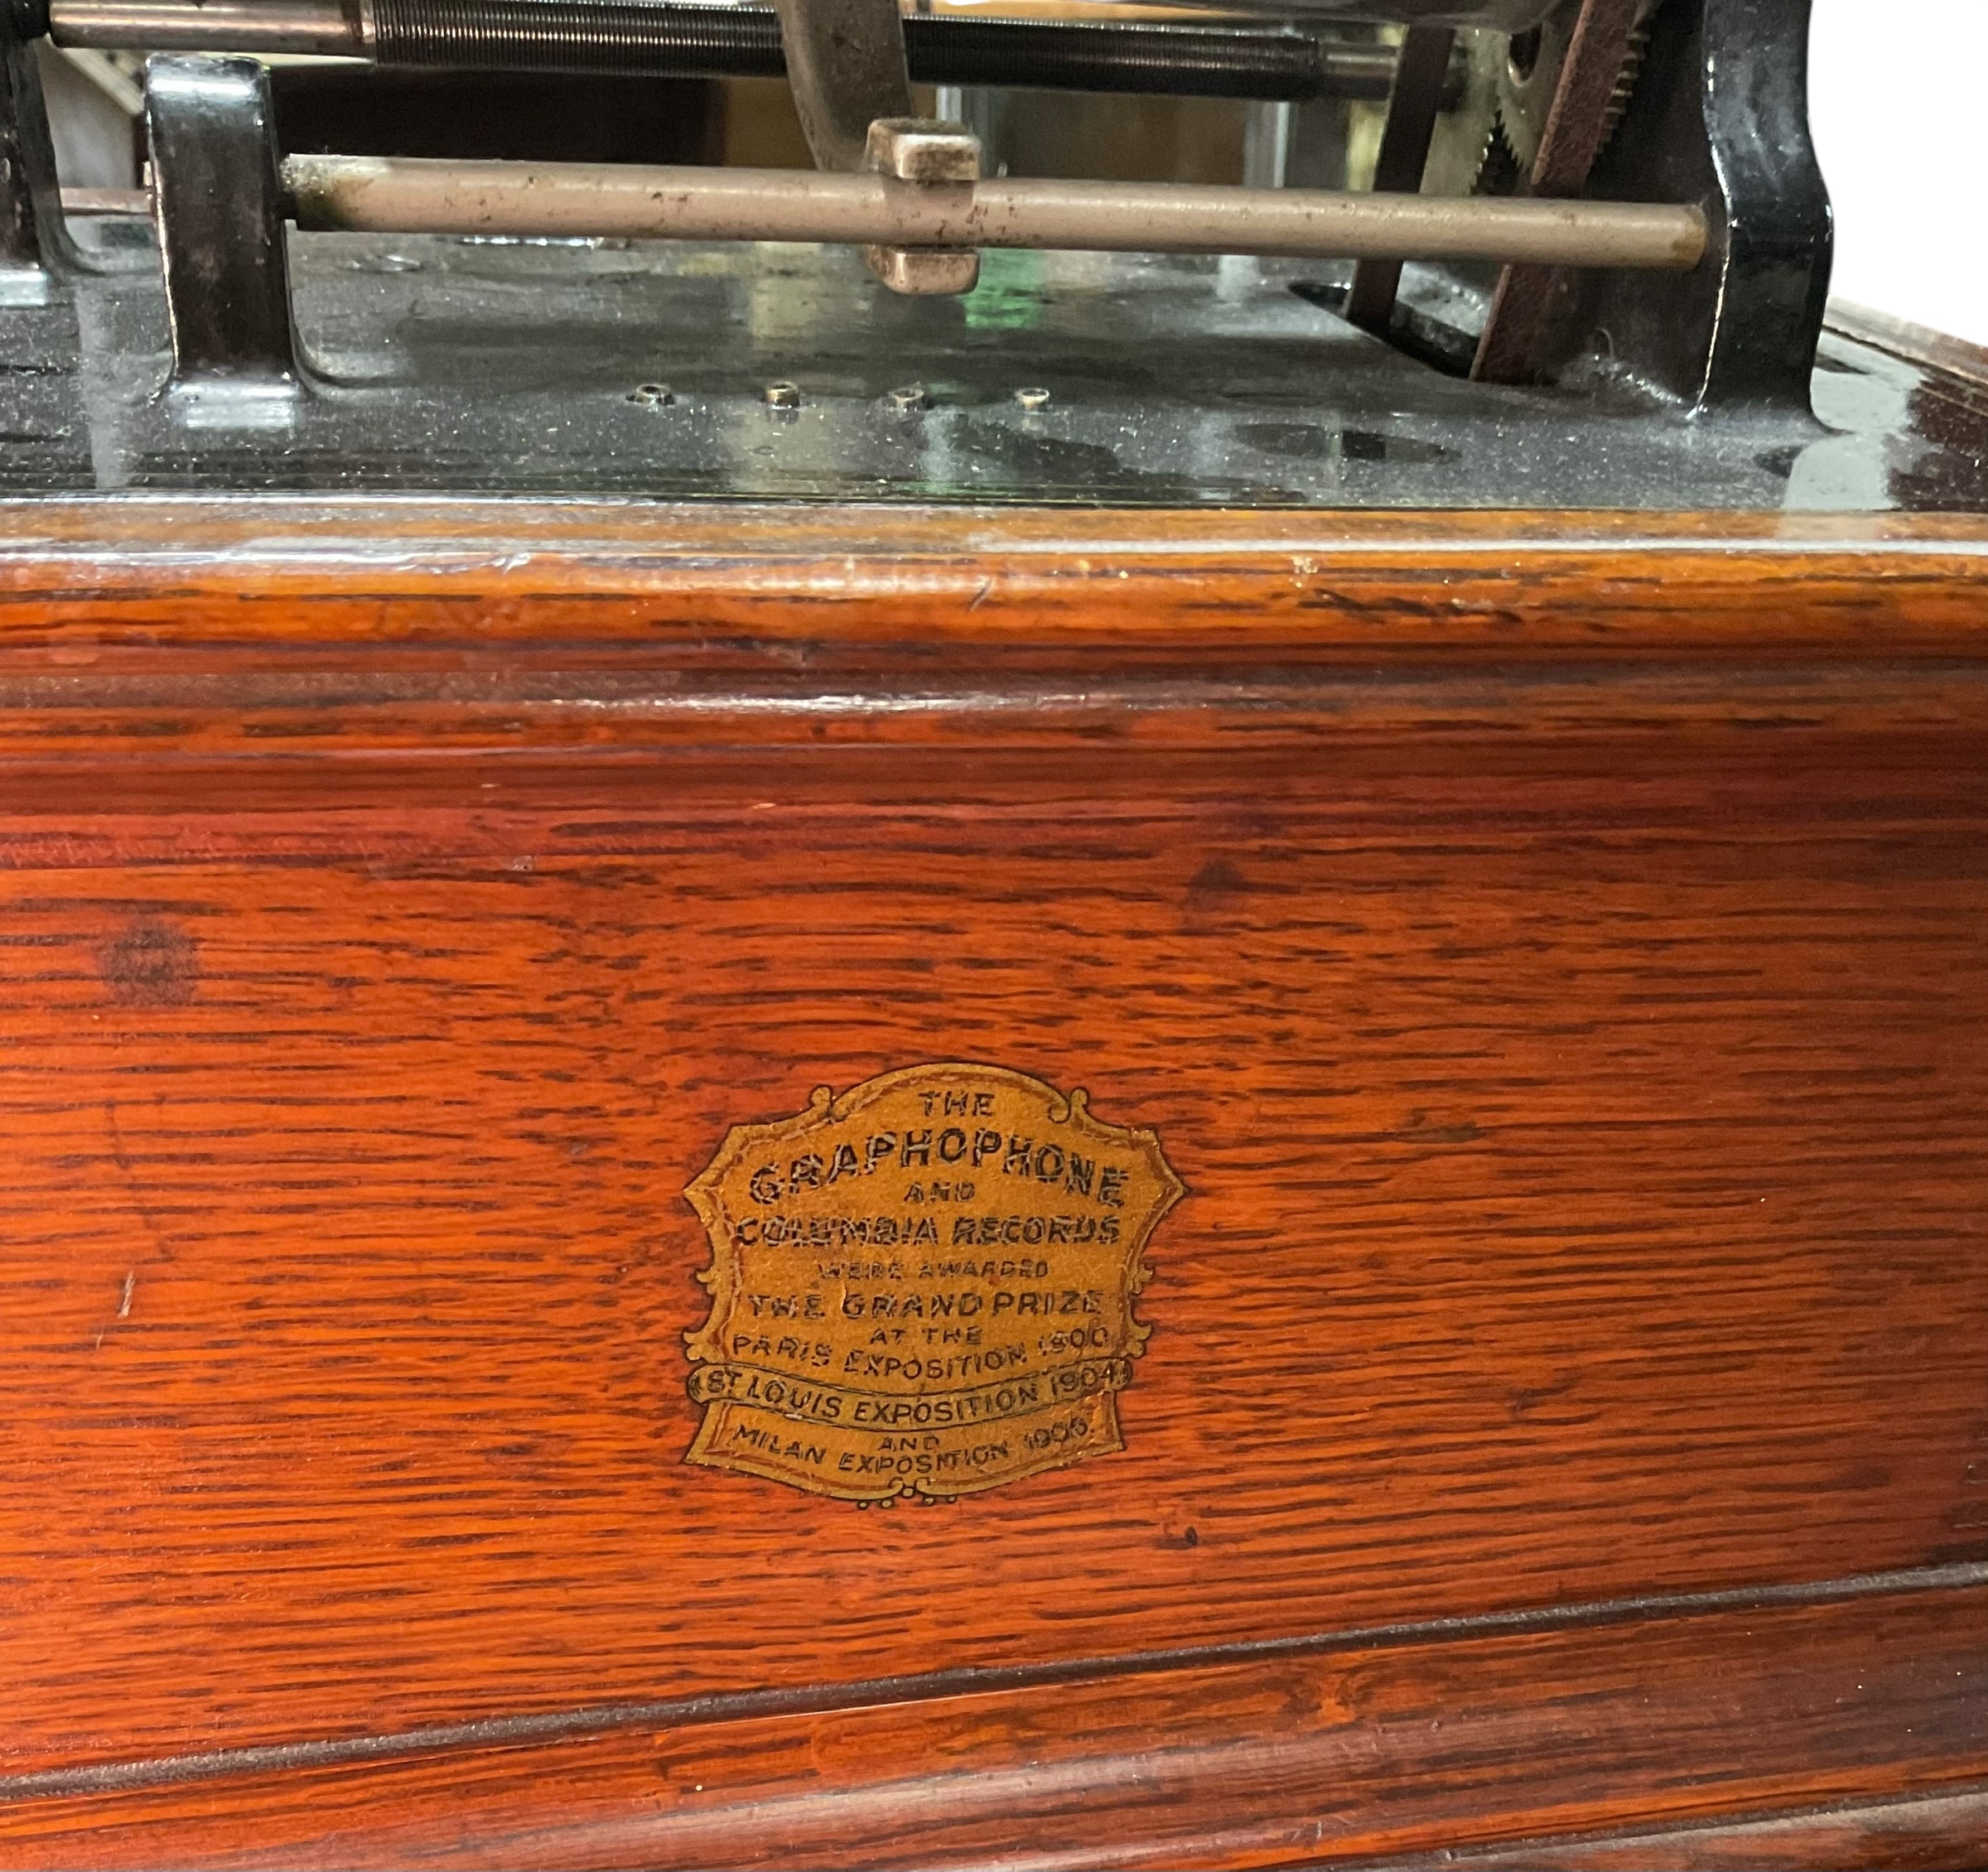 THE
GRAPHOPHONE
AND
COLUMBIA RECORDS
WERE AWARDED
THE GRAND PRIZE
AT THE
PARIS EXPOSITION 1900
ST LOUIS EXPOSITION 1904
AND
MILAN EXPOSITION 1906